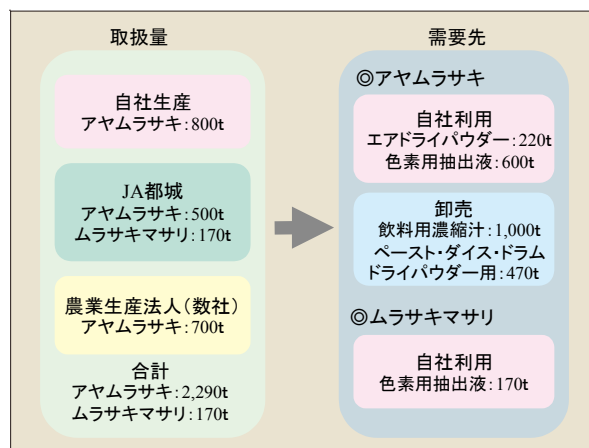 取扱量
自社生産
アヤムラサキ:800t
JA都城
アヤムラサキ:500t
ムラサキマサリ:170t
農業生産法人(数社)
アヤムラサキ:700t
合計
アヤムラサキ:2,290t
ムラサキマサリ:170t
需要先
◎アヤムラサキ
自社利用
エアドライパウダー:220t
色素用抽出液:600t
卸売
飲料用濃縮汁:1,000t
ペースト・ダイス・ドラム
ドライパウダー用:470t
◎ムラサキマサリ
自社利用
色素用抽出液:170t